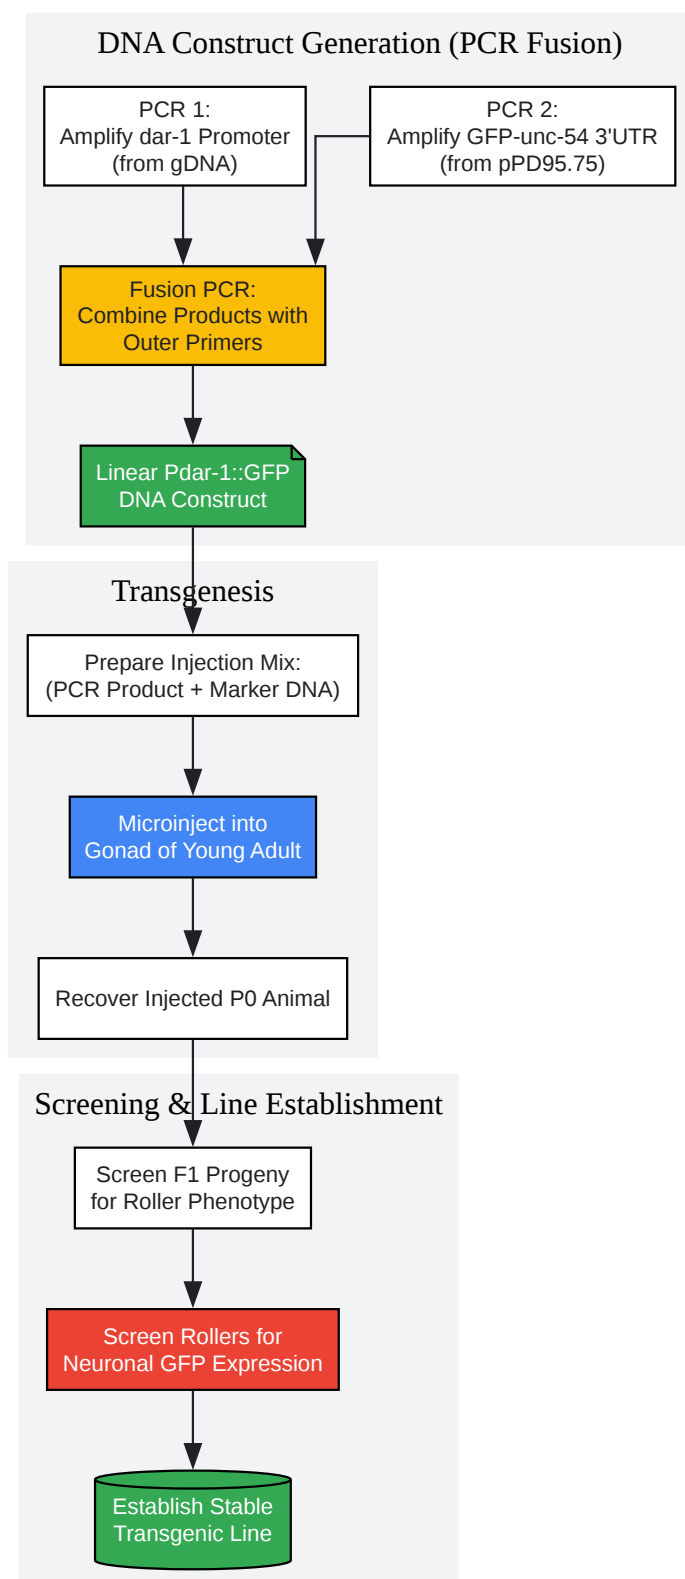 DNA Construct Generation (PCR Fusion)
PCR 1:
Amplify dar-1 Promoter
(from gDNA)
PCR 2:
Amplify GFP-unc-54 3'UTR
(from pPD95.75)
Fusion PCR:
Combine Products with
Outer Primers
Linear Pdar-1::GFP
DNA Construct
Transgenesis
Prepare Injection Mix:
(PCR Product + Marker DNA)
Microinject into
Gonad of Young Adult
Recover Injected P0 Animal
Screening & Line Establishment
Screen F1 Progeny
for Roller Phenotype
Screen Rollers for
Neuronal GFP Expression
Establish Stable
Transgenic Line